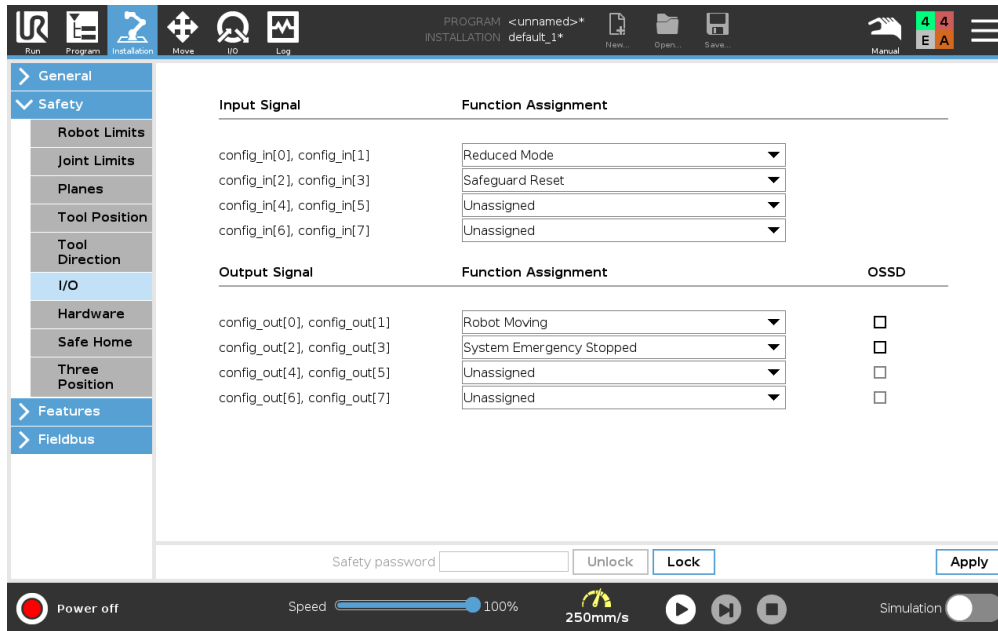 PROGRAM <unnamed>*
INSTALLATION default_1*
Run Program Installation Move I/O Log New... Open... Save... Manual
4 4
E A
General
Safety
Robot Limits
Joint Limits
Planes
Tool Position
Tool
Direction
I/O
Hardware
Safe Home
Three
Position
Features
Fieldbus
Input Signal Function Assignment
config_in[0], config_in[1] Reduced Mode
config_in[2], config_in[3] Safeguard Reset
config_in[4], config_in[5] Unassigned
config_in[6], config_in[7] Unassigned
Output Signal Function Assignment OSSD
config_out[0], config_out[1] Robot Moving
config_out[2], config_out[3] System Emergency Stopped
config_out[4], config_out[5] Unassigned
config_out[6], config_out[7] Unassigned
Safety password Unlock Lock Apply
Power off Speed 100% 250mm/s Simulation